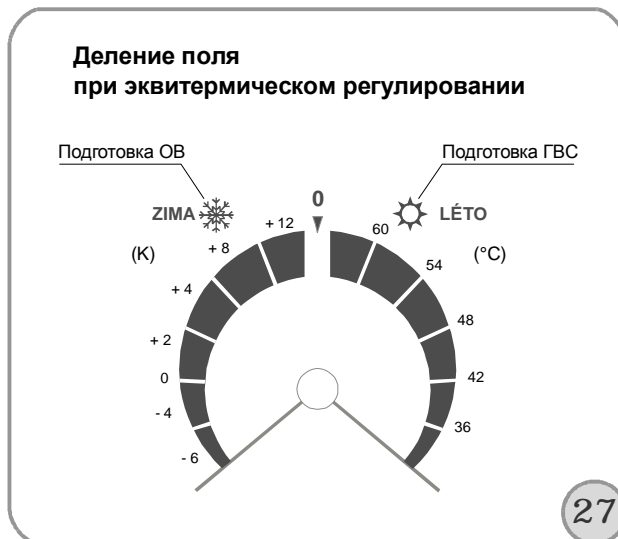 Деление поля
при эквитермическом регулировании
Подготовка ОВ
Подготовка ГВС
ZIMA
0
LÉTO
(K)
(°C)
+ 12
+ 8
+ 4
+ 2
0
- 4
- 6
60
54
48
42
36
27